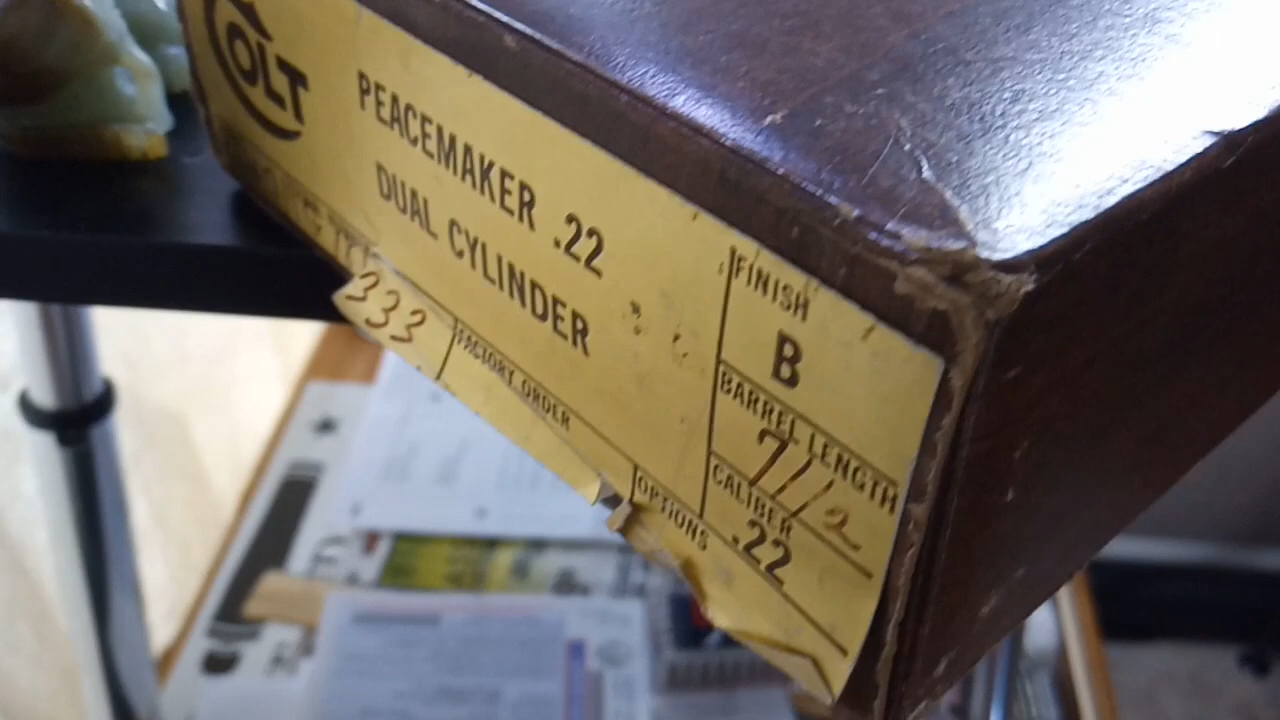 COLT
PEACEMAKER .22
DUAL CYLINDER
FINISH
B
BARREL LENGTH
7 1/2
CALIBER
.22
333
FACTORY ORDER
OPTIONS